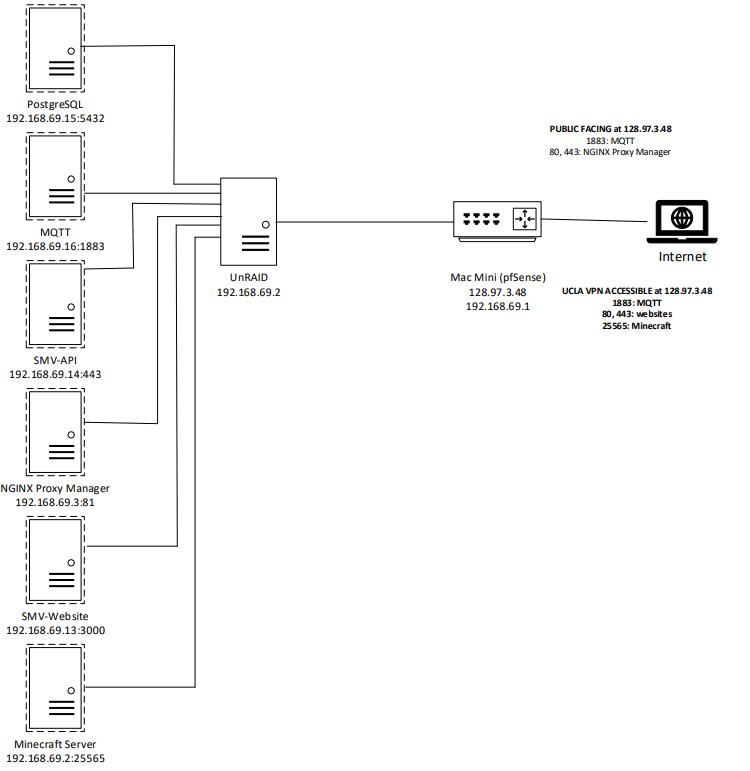 PostgreSQL
192.168.69.15:5432
MQTT
192.168.69.16:1883
SMV-API
192.168.69.14:443
NGINX Proxy Manager
192.168.69.3:81
SMV-Website
192.168.69.13:3000
Minecraft Server
192.168.69.2:25565
UnRAID
192.168.69.2
Mac Mini (pfSense)
128.97.3.48
192.168.69.1
PUBLIC FACING at 128.97.3.48
1883: MQTT
80, 443: NGINX Proxy Manager
Internet
UCLA VPN ACCESSIBLE at 128.97.3.48
1883: MQTT
80, 443: websites
25565: Minecraft